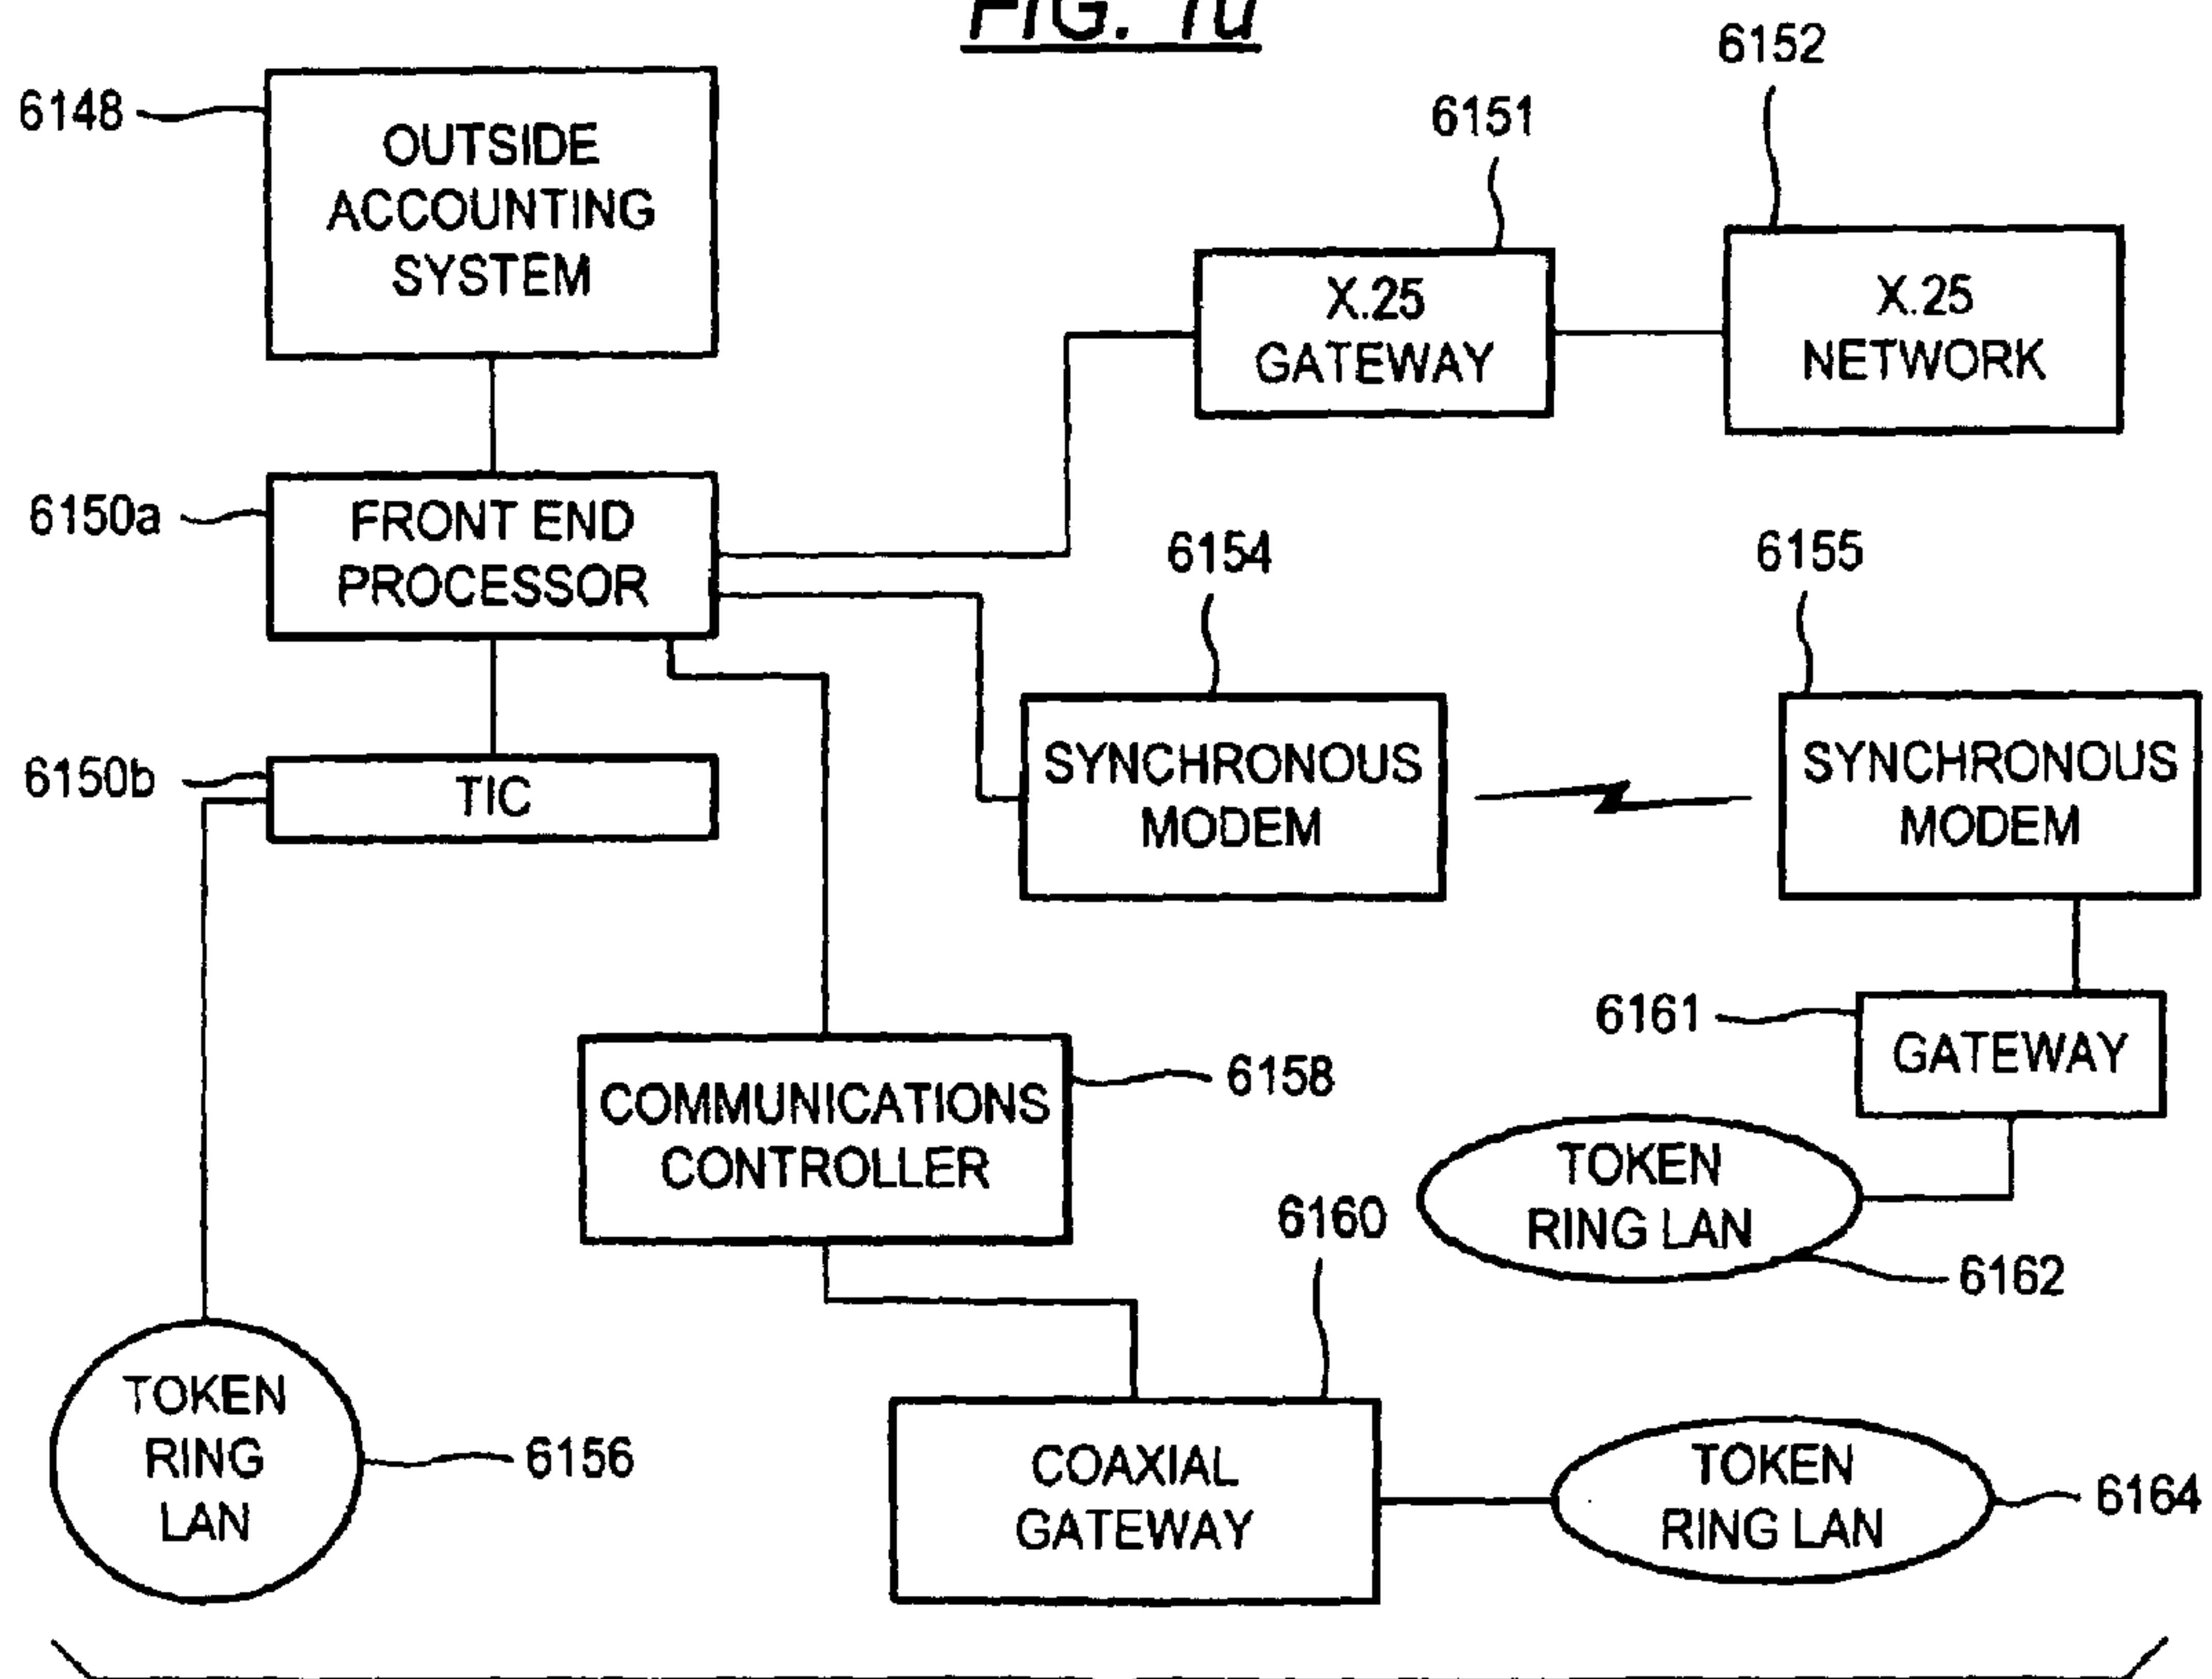 FIG. 1a
6152
6148
6151
OUTSIDE
ACCOUNTING
SYSTEM
X.25
GATEWAY
X.25
NETWORK
6150a
FRONT END
PROCESSOR
6154
6155
6150b
TIC
SYNCHRONOUS
MODEM
SYNCHRONOUS
MODEM
6161
GATEWAY
COMMUNICATIONS
CONTROLLER
6158
TOKEN
RING LAN
6160
6162
TOKEN
RING
LAN
6156
COAXIAL
GATEWAY
TOKEN
RING LAN
6164